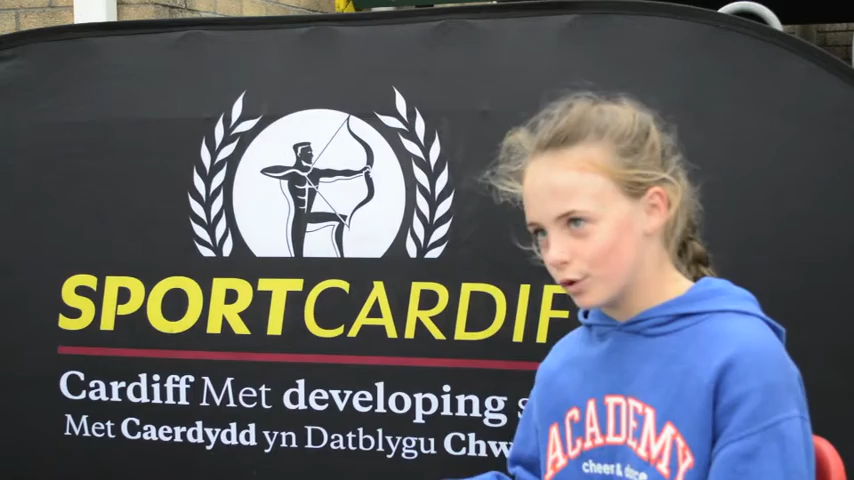 SPORTCARDIF
Cardiff Met developing
Met Caerdydd yn Datblygu
ACADEMY
cheer & dance